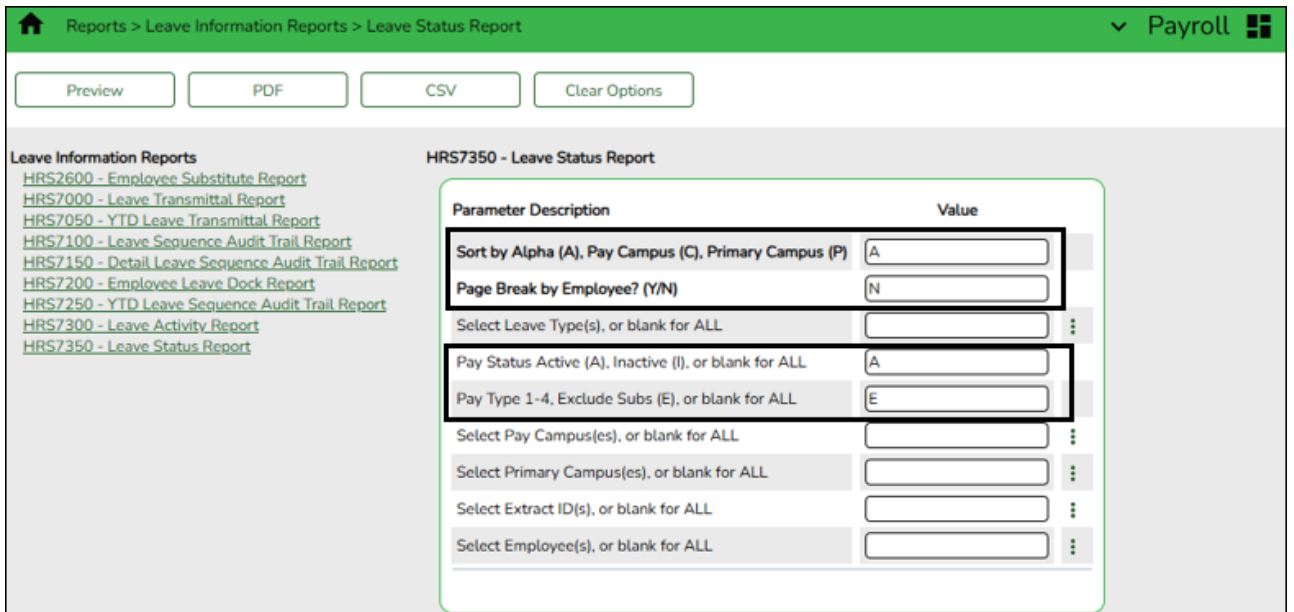 Reports > Leave Information Reports > Leave Status Report
Payroll
Preview PDF CSV Clear Options
Leave Information Reports
HRS2600 - Employee Substitute Report
HRS7000 - Leave Transmittal Report
HRS7050 - YTD Leave Transmittal Report
HRS7100 - Leave Sequence Audit Trail Report
HRS7150 - Detail Leave Sequence Audit Trail Report
HRS7200 - Employee Leave Dock Report
HRS7250 - YTD Leave Sequence Audit Trail Report
HRS7300 - Leave Activity Report
HRS7350 - Leave Status Report
HRS7350 - Leave Status Report
Parameter Description Value
Sort by Alpha (A), Pay Campus (C), Primary Campus (P) A
Page Break by Employee? (Y/N) N
Select Leave Type(s), or blank for ALL
Pay Status Active (A), Inactive (I), or blank for ALL A
Pay Type 1-4, Exclude Subs (E), or blank for ALL E
Select Pay Campus(es), or blank for ALL
Select Primary Campus(es), or blank for ALL
Select Extract ID(s), or blank for ALL
Select Employee(s), or blank for ALL